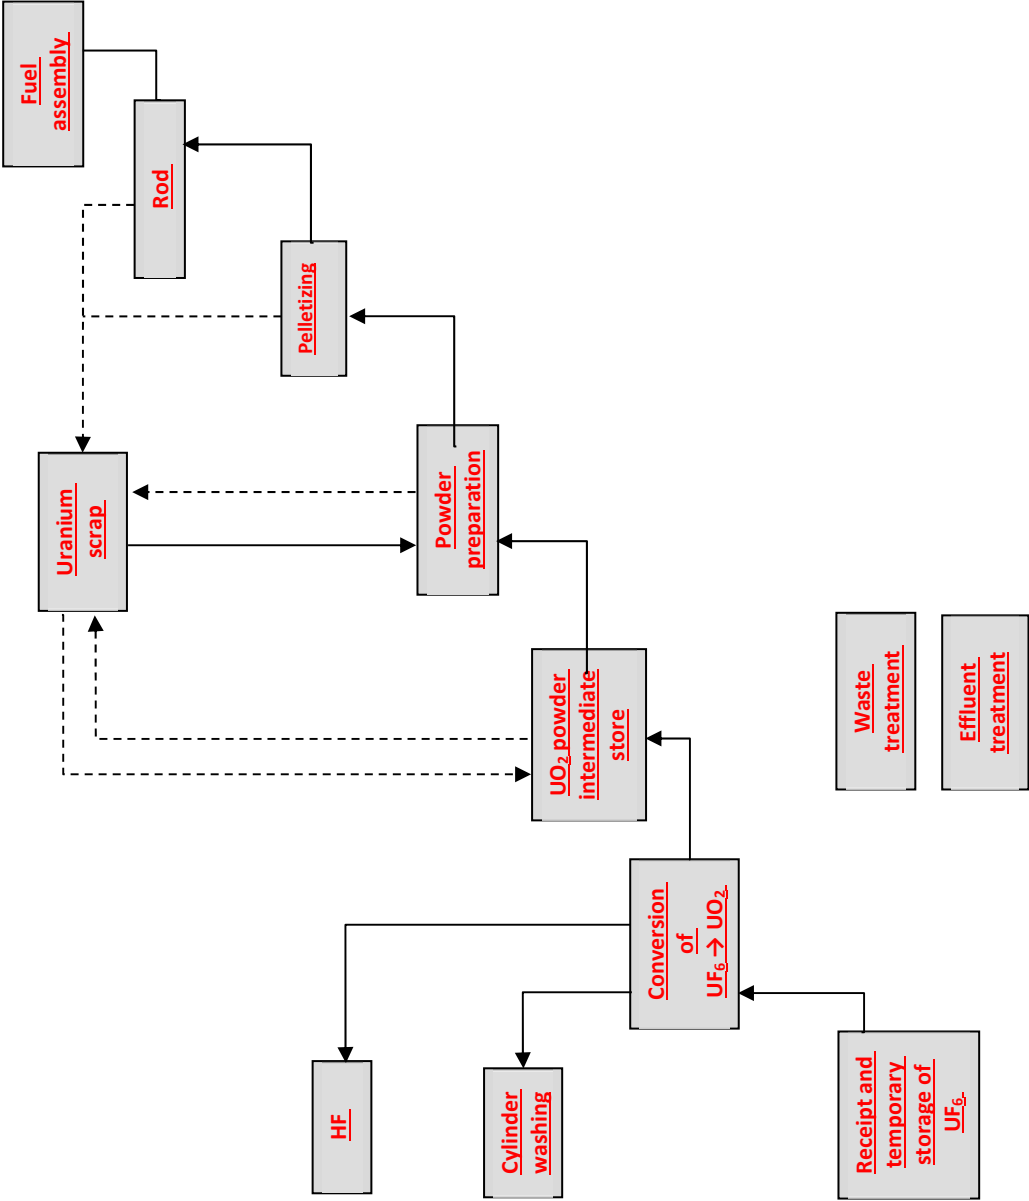 Receipt and
temporary
storage of
UF₆
Cylinder
washing
HF
Conversion
of
UF₆ → UO₂
UO₂ powder
intermediate
store
Waste
treatment
Effluent
treatment
Powder
preparation
Uranium
scrap
Pelletizing
Rod
Fuel
assembly